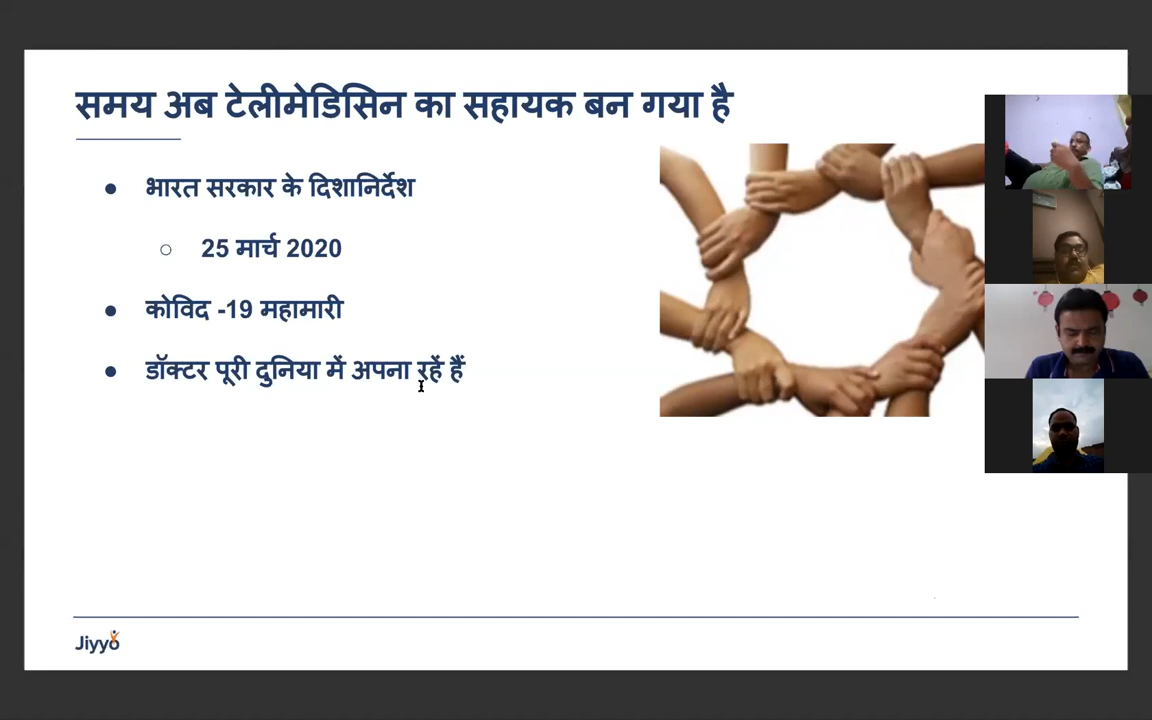 समय अब टेलीमेडिसिन का सहायक बन गया है
● भारत सरकार के दिशानिर्देश
○ 25 मार्च 2020
● कोविद -19 महामारी
● डॉक्टर पूरी दुनिया में अपना रहें हैं
Jiyyo